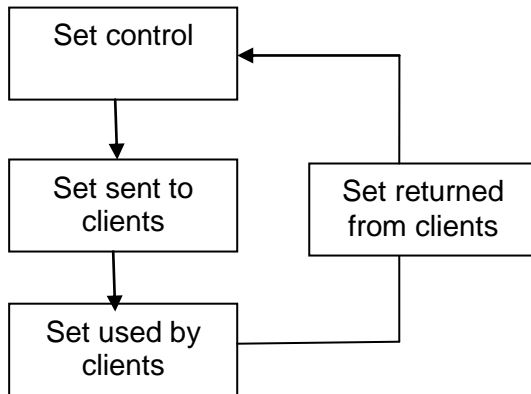 Set control
Set sent to
clients
Set used by
clients
Set returned
from clients